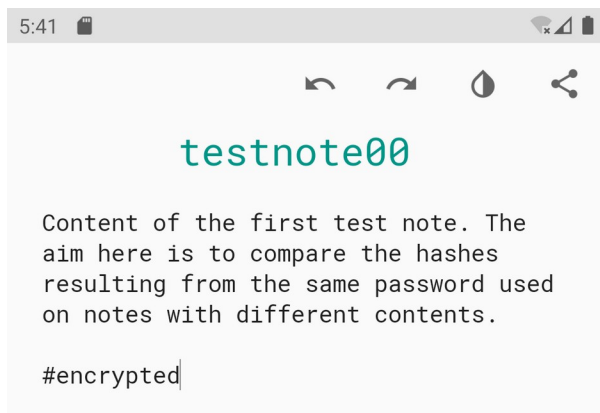 5:41
testnote00
Content of the first test note. The
aim here is to compare the hashes
resulting from the same password used
on notes with different contents.
#encrypted